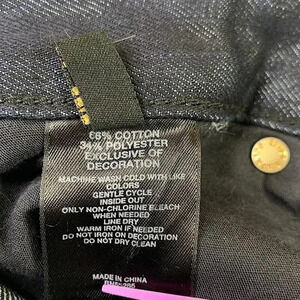 66% COTTON
34% POLYESTER
EXCLUSIVE OF
DECORATION
MACHINE WASH COLD WITH LIKE
COLORS
GENTLE CYCLE
INSIDE OUT
ONLY NON-CHLORINE BLEACH
WHEN NEEDED
LINE DRY
WARM IRON IF NEEDED
DO NOT IRON ON DECORATION
DO NOT DRY CLEAN
MADE IN CHINA